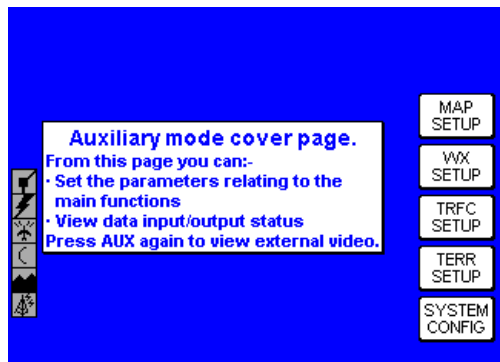 Auxiliary mode cover page.
From this page you can:-
· Set the parameters relating to the
main functions
· View data input/output status
Press AUX again to view external video.
MAP
SETUP
WX
SETUP
TRFC
SETUP
TERR
SETUP
SYSTEM
CONFIG